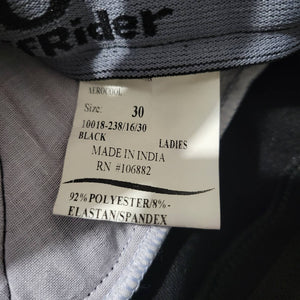 fRider
AEROCOOL
Size: 30
10018-238/16/30
BLACK LADIES
MADE IN INDIA
RN #106882
92% POLYESTER/8%-
ELASTAN/SPANDEX